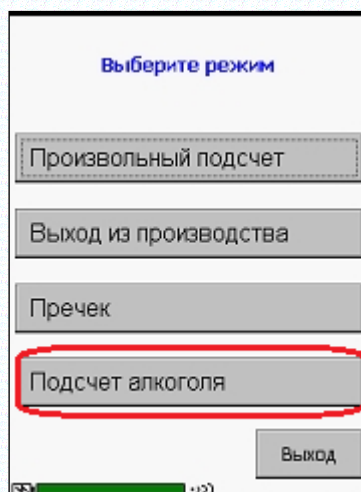 Выберите режим
Произвольный подсчет
Выход из производства
Пречек
Подсчет алкоголя
Выход